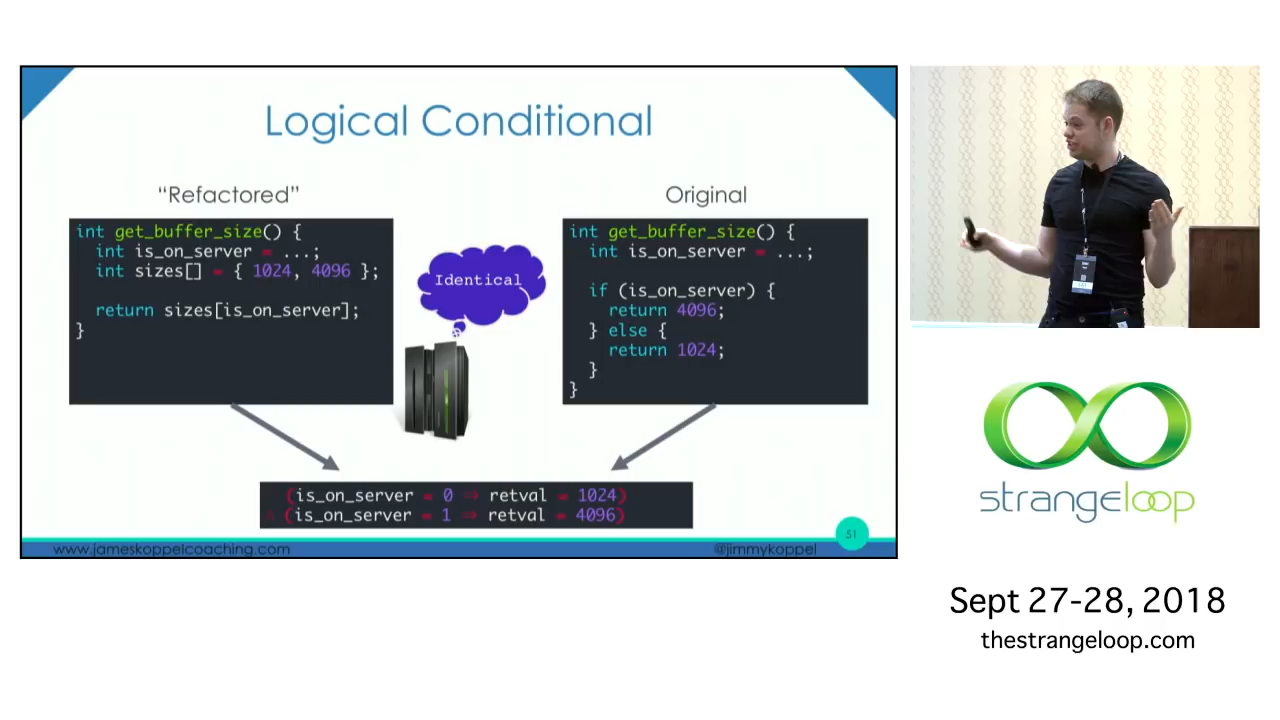 Logical Conditional
“Refactored”
int get_buffer_size() {
int is_on_server = ...;
int sizes[] = { 1024, 4096 };
return sizes[is_on_server];
}
Identical
Original
int get_buffer_size() {
int is_on_server = ...;
if (is_on_server) {
return 4096;
} else {
return 1024;
}
}
(is_on_server = 0 ⇒ retval = 1024)
∧ (is_on_server = 1 ⇒ retval = 4096)
51
www.jameskoppelcoaching.com
@jimmykoppel
strangeloop
Sept 27-28, 2018
thestrangeloop.com